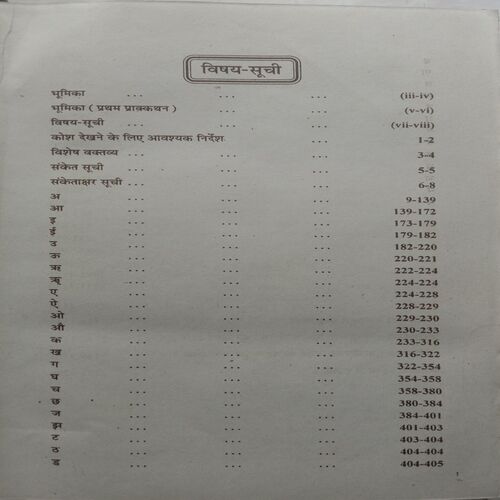 विषय-सूची
भूमिका ... ... ... (iii-iv)
भूमिका ( प्रथम प्राक्कथन ) ... ... (v-vi)
विषय-सूची ... ... ... (vii-viii)
कोश देखने के लिए आवश्यक निर्देश ... 1-2
विशेष वक्तव्य ... ... ... 3-4
संकेत सूची ... ... ... 5-5
संकेताक्षर सूची ... ... ... 6-8
अ ... ... ... 9-139
आ ... ... ... 139-172
इ ... ... ... 173-179
ई ... ... ... 179-182
उ ... ... ... 182-220
ऊ ... ... ... 220-221
ऋ ... ... ... 222-224
ॠ ... ... ... 224-224
ए ... ... ... 224-228
ऐ ... ... ... 228-229
ओ ... ... ... 229-230
औ ... ... ... 230-233
क ... ... ... 233-316
ख ... ... ... 316-322
ग ... ... ... 322-354
घ ... ... ... 354-358
च ... ... ... 358-380
छ ... ... ... 380-384
ज ... ... ... 384-401
झ ... ... ... 401-403
ट ... ... ... 403-404
ठ ... ... ... 404-404
ड ... ... ... 404-405